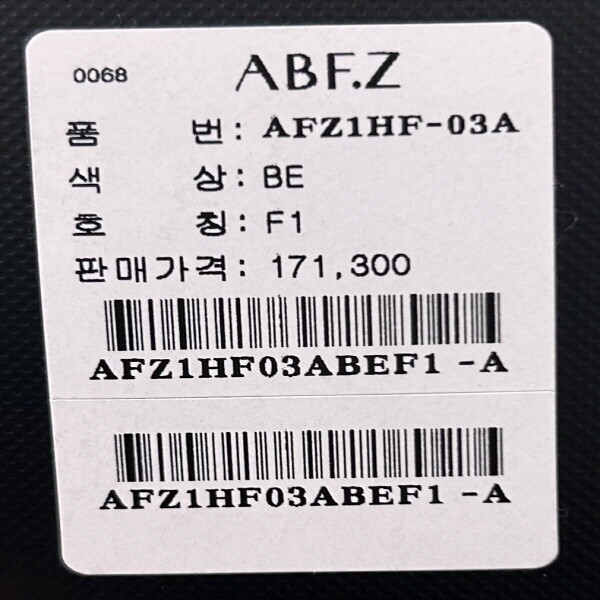 0068 ABF.Z
품 번: AFZ1HF-03A
색 상: BE
호 칭: F1
판매가격: 171,300
AFZ1HF03ABEF1 -A
AFZ1HF03ABEF1 -A